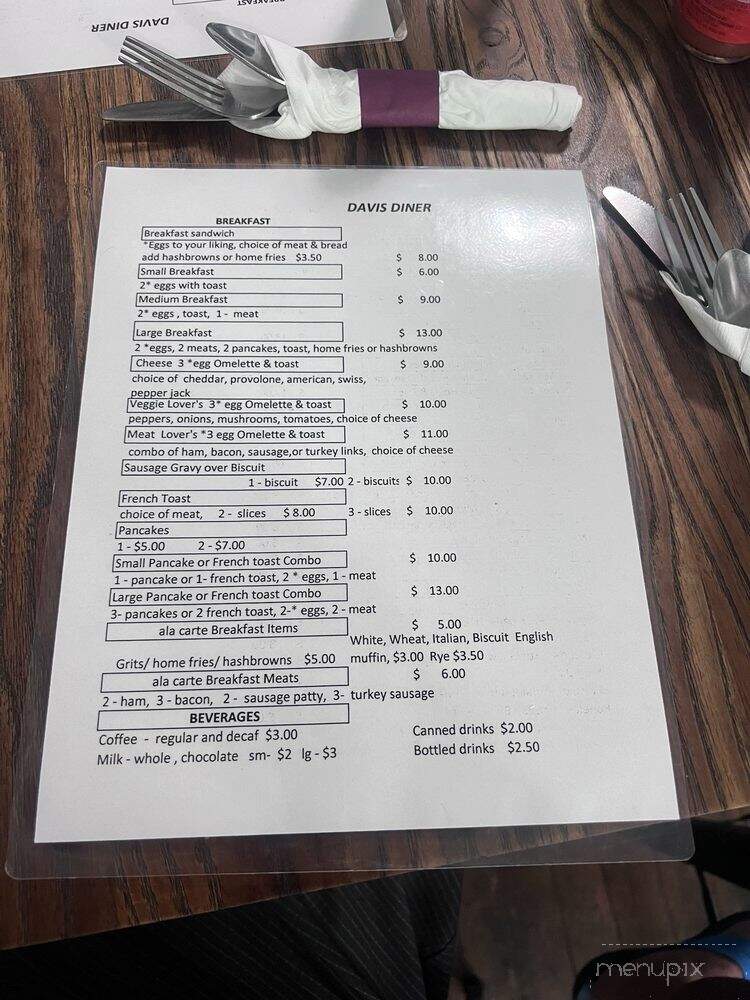 BREAKFAST
DAVIS DINER
DAVIS DINER
BREAKFAST
Breakfast sandwich
*Eggs to your liking, choice of meat & bread
add hashbrowns or home fries $3.50 $ 8.00
Small Breakfast $ 6.00
2* eggs with toast
Medium Breakfast $ 9.00
2* eggs , toast, 1 - meat
Large Breakfast $ 13.00
2 *eggs, 2 meats, 2 pancakes, toast, home fries or hashbrowns
Cheese 3 *egg Omelette & toast $ 9.00
choice of cheddar, provolone, american, swiss,
pepper jack
Veggie Lover's 3* egg Omelette & toast $ 10.00
peppers, onions, mushrooms, tomatoes, choice of cheese
Meat Lover's *3 egg Omelette & toast $ 11.00
combo of ham, bacon, sausage,or turkey links, choice of cheese
Sausage Gravy over Biscuit
1 - biscuit $7.00 2 - biscuits $ 10.00
French Toast
choice of meat, 2 - slices $ 8.00 3 - slices $ 10.00
Pancakes
1 - $5.00 2 - $7.00
Small Pancake or French toast Combo $ 10.00
1 - pancake or 1- french toast, 2 * eggs, 1 - meat
Large Pancake or French toast Combo $ 13.00
3- pancakes or 2 french toast, 2-* eggs, 2 - meat
ala carte Breakfast Items $ 5.00
White, Wheat, Italian, Biscuit English
Grits/ home fries/ hashbrowns $5.00 muffin, $3.00 Rye $3.50
ala carte Breakfast Meats $ 6.00
2 - ham, 3 - bacon, 2 - sausage patty, 3- turkey sausage
BEVERAGES
Coffee - regular and decaf $3.00 Canned drinks $2.00
Milk - whole , chocolate sm- $2 lg - $3 Bottled drinks $2.50
menupix